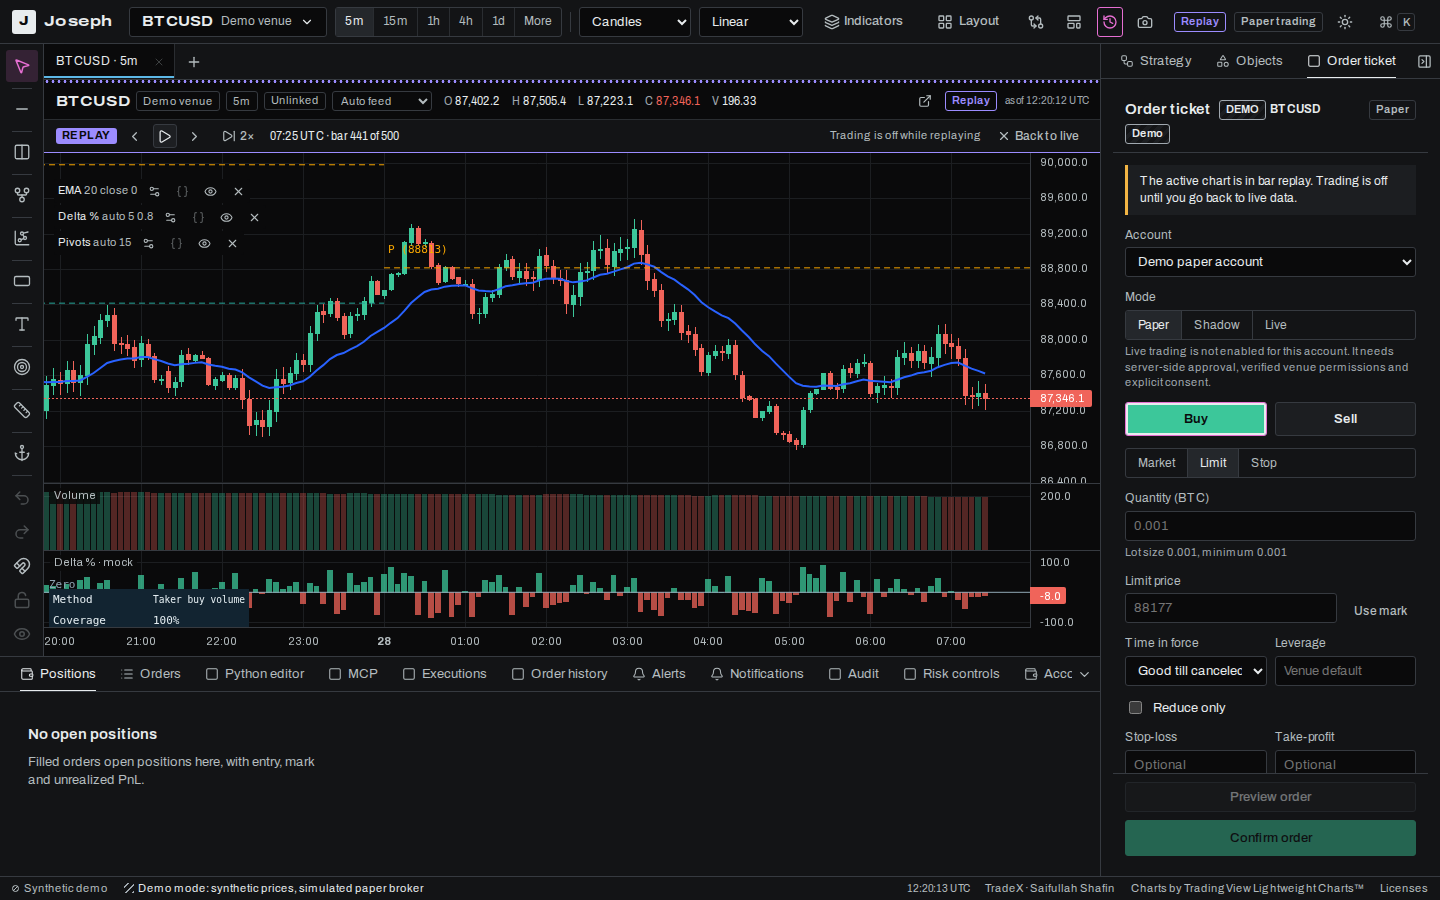 J Joseph
BTCUSD Demo venue
5m 15m 1h 4h 1d More
Candles
Linear
Indicators
Layout
Replay
Paper trading
⌘ K
BTCUSD · 5m
Strategy
Objects
Order ticket
BTCUSD Demo venue 5m Unlinked Auto feed O 87,402.2 H 87,505.4 L 87,223.1 C 87,346.1 V 196.33
Replay as of 12:20:12 UTC
REPLAY 2× 07:25 UTC · bar 441 of 500
Trading is off while replaying
Back to live
EMA 20 close 0
Delta % auto 5 0.8
Pivots auto 15
90,000.0
89,600.0
89,200.0
88,800.0
88,400.0
88,000.0
87,600.0
87,346.1
87,200.0
86,800.0
86,400.0
Volume
200.0
Delta % · mock
100.0
Zero
-8.0
Method Taker buy volume
Coverage 100%
-100.0
20:00 21:00 22:00 23:00 28 01:00 02:00 03:00 04:00 05:00 06:00 07:00
Order ticket DEMO BTCUSD Paper
Demo
The active chart is in bar replay. Trading is off
until you go back to live data.
Account
Demo paper account
Mode
Paper Shadow Live
Live trading is not enabled for this account. It needs
server-side approval, verified venue permissions and
explicit consent.
Buy Sell
Market Limit Stop
Quantity (BTC)
0.001
Lot size 0.001, minimum 0.001
Limit price
88177
Use mark
Time in force Leverage
Good till canceled Venue default
Reduce only
Stop-loss Take-profit
Optional Optional
Preview order
Confirm order
Positions Orders Python editor MCP Executions Order history Alerts Notifications Audit Risk controls
No open positions
Filled orders open positions here, with entry, mark
and unrealized PnL.
Synthetic demo
Demo mode: synthetic prices, simulated paper broker
12:20:13 UTC
TradeX · Saifullah Shafin
Charts by TradingView Lightweight Charts™
Licenses